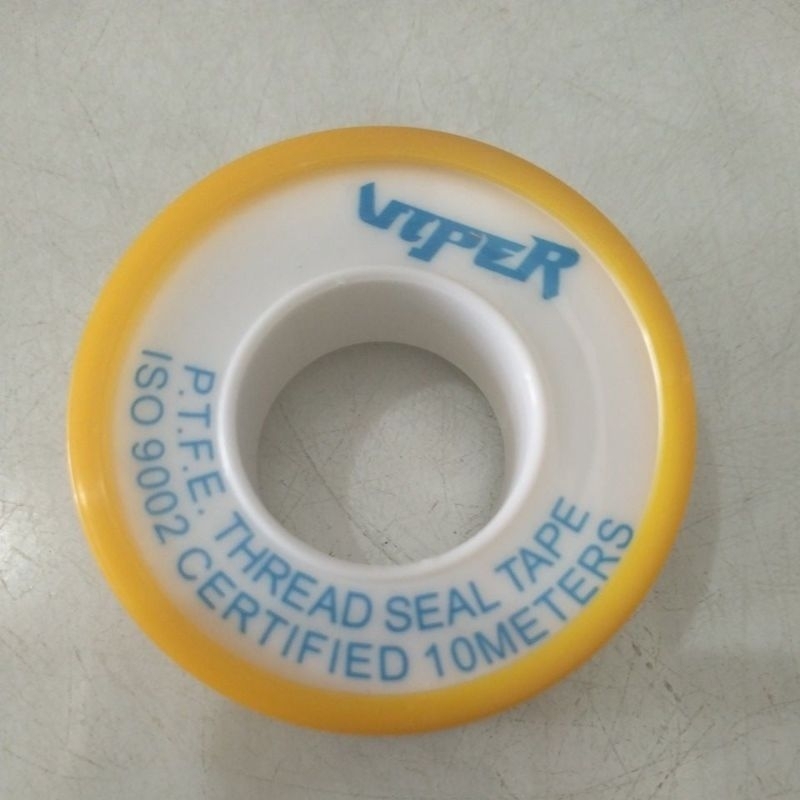 VIPER
P.T.F.E. THREAD SEAL TAPE
ISO 9002 CERTIFIED 10METERS